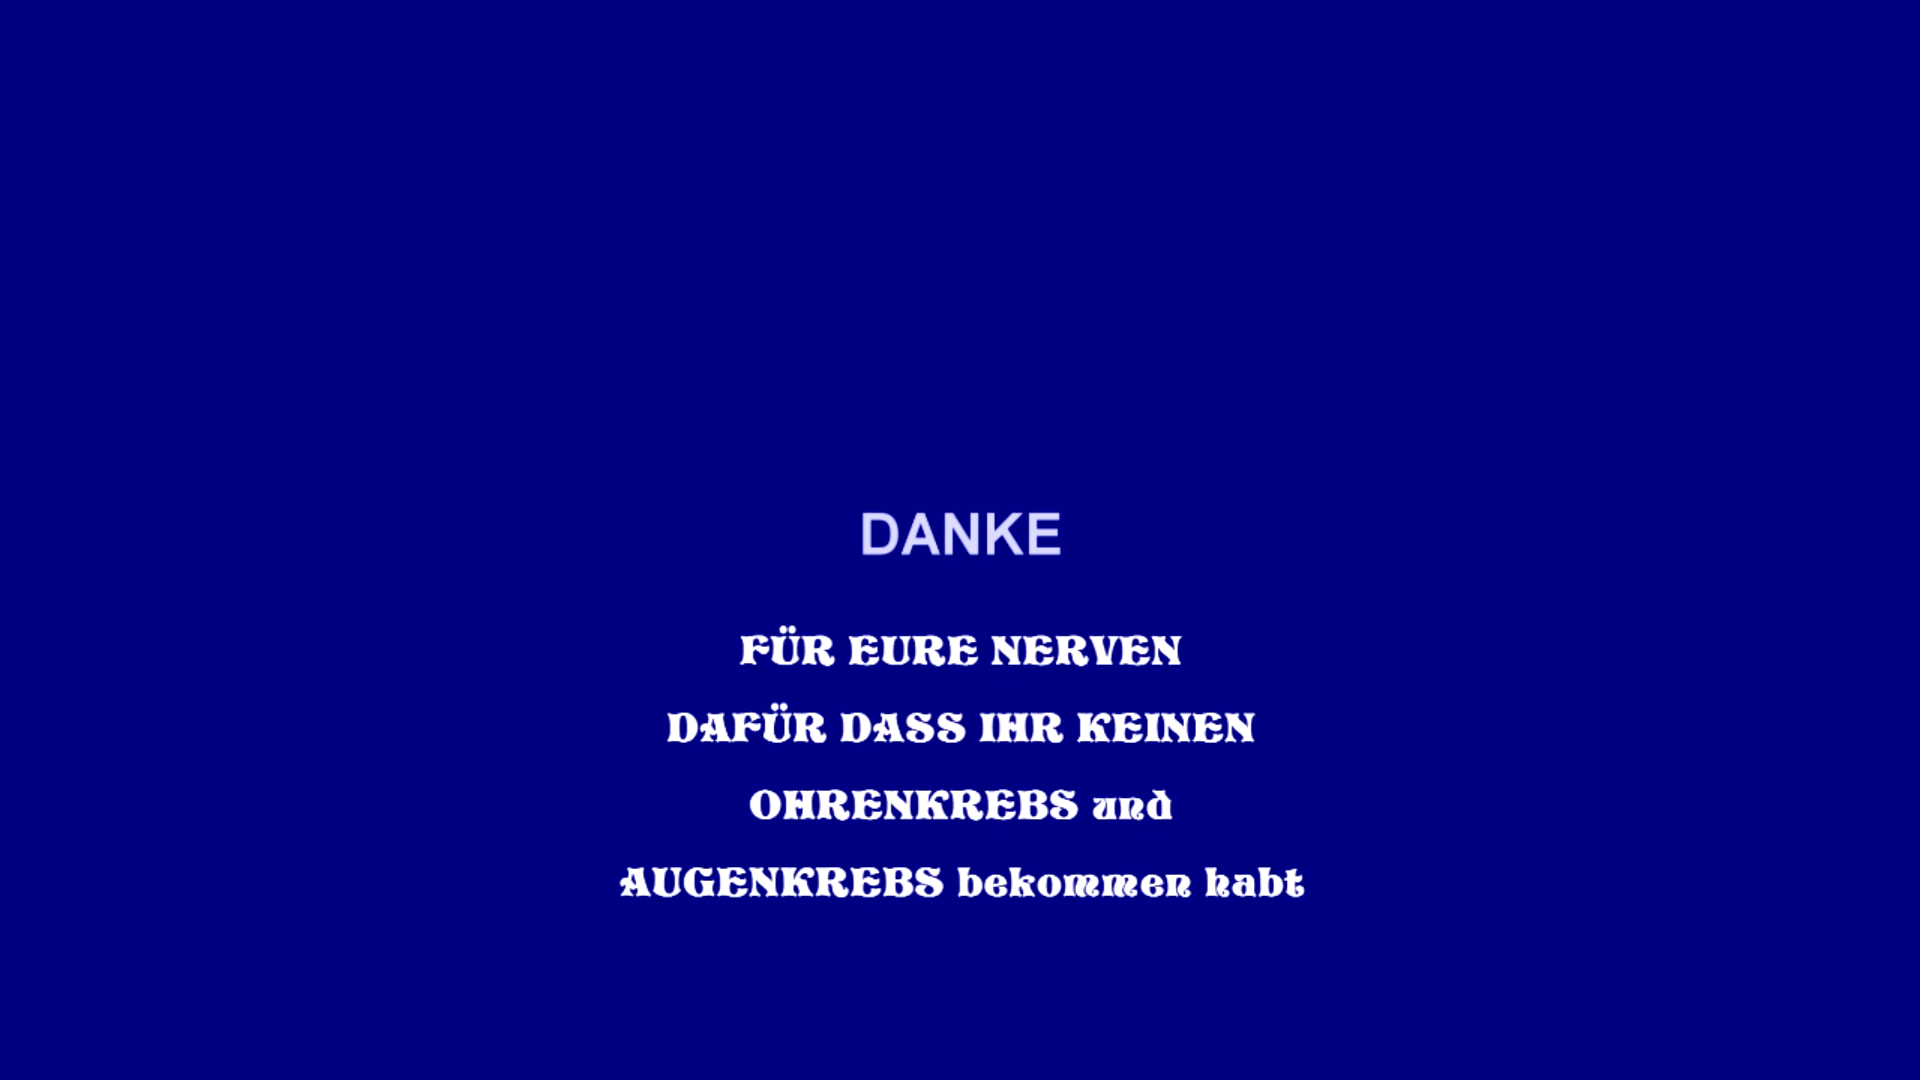 DANKE
FÜR EURE NERVEN
DAFÜR DASS IHR KEINEN
OHRENKREBS und
AUGENKREBS bekommen habt